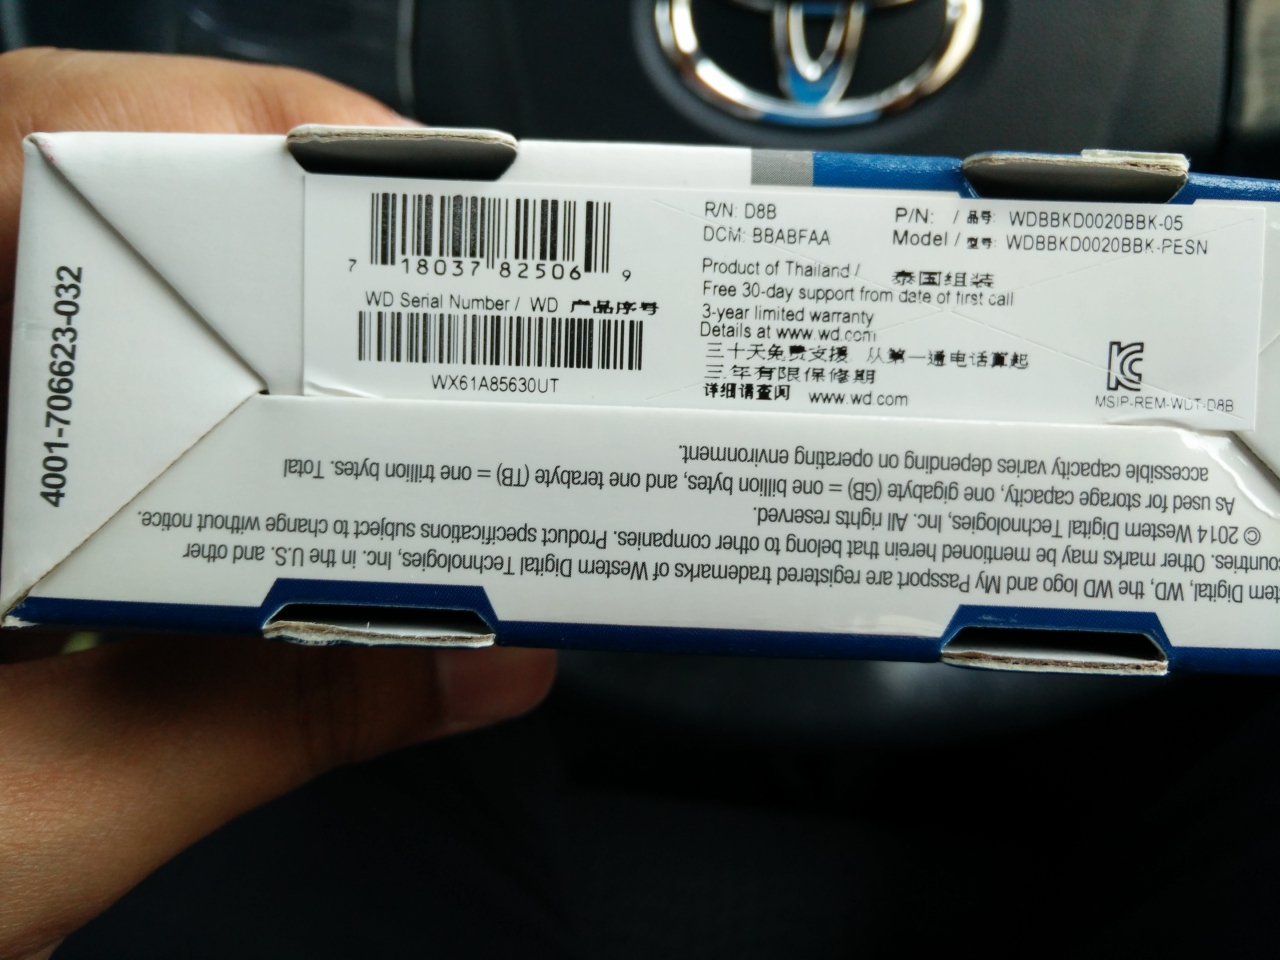 7 18037 82506 9
WD Serial Number / WD 产品序号
WX61A85630UT
R/N: D8B
DCM: BBABFAA
P/N: / 品号: WDBBKD0020BBK-05
Model / 型号: WDBBKD0020BBK-PESN
Product of Thailand / 泰国组装
Free 30-day support from date of first call
3-year limited warranty
Details at www.wd.com
三十天免费支援 从第一通电话算起
三年有限保修期
详细请查阅 www.wd.com
MSIP-REM-WDT-D8B
4001-706623-032
Digital, WD, the WD logo and My Passport are registered trademarks of Western Digital Technologies, Inc. in the U.S. and other
countries. Other marks may be mentioned herein that belong to other companies. Product specifications subject to change without notice.
© 2014 Western Digital Technologies, Inc. All rights reserved.
As used for storage capacity, one gigabyte (GB) = one billion bytes, and one terabyte (TB) = one trillion bytes. Total
accessible capacity varies depending on operating environment.